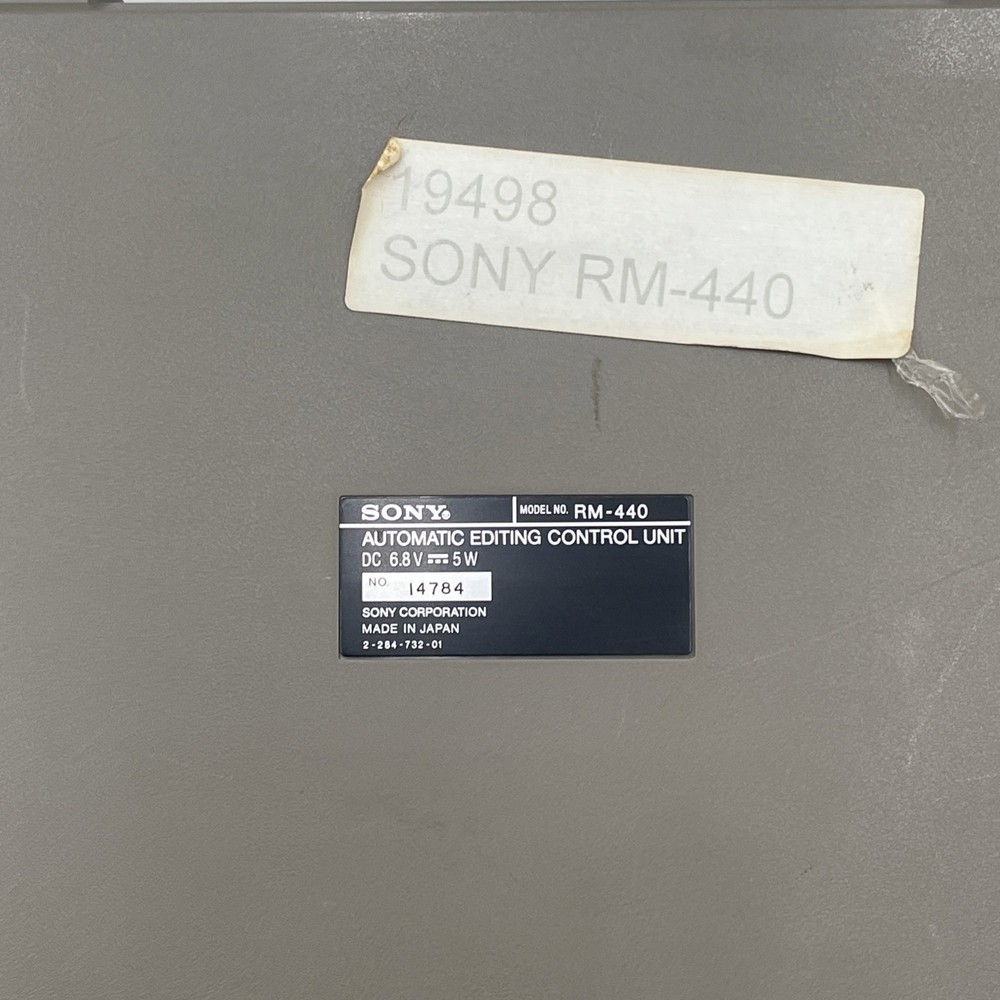 19498
SONY RM-440
SONY® MODEL NO. RM-440
AUTOMATIC EDITING CONTROL UNIT
DC 6.8V ⎓ 5W
NO. 14784
SONY CORPORATION
MADE IN JAPAN
2-284-732-01